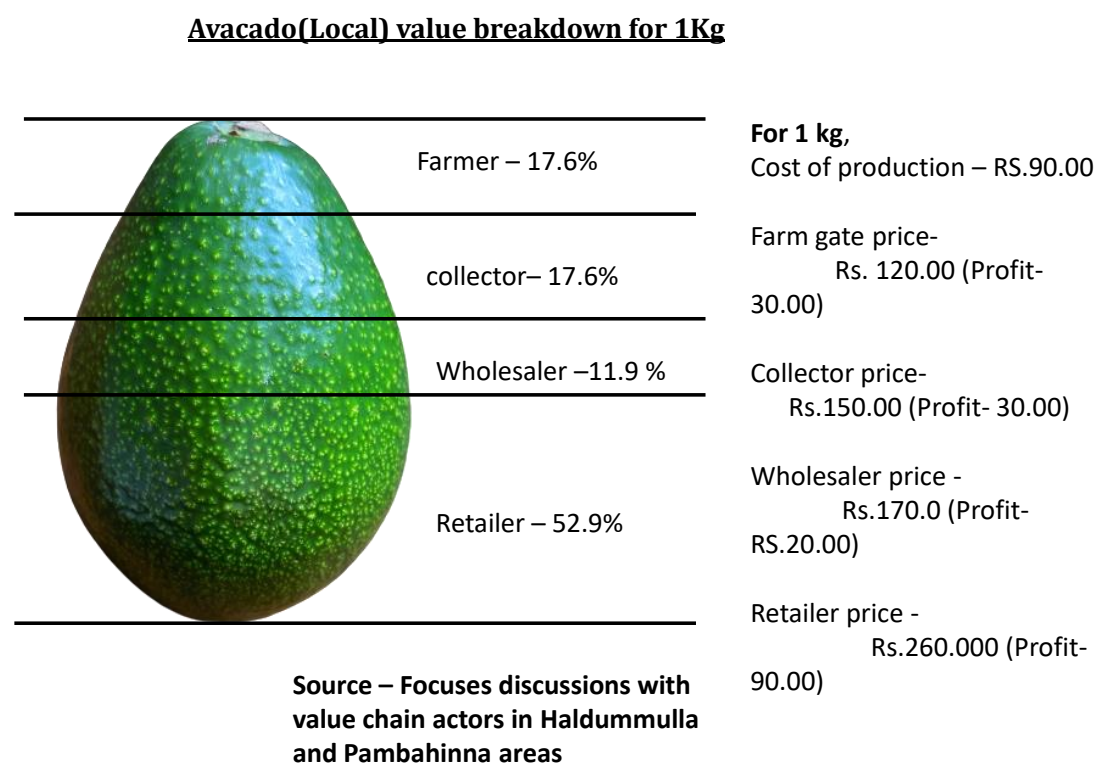 Avacado(Local) value breakdown for 1Kg
Farmer – 17.6%
collector– 17.6%
Wholesaler –11.9 %
Retailer – 52.9%
For 1 kg,
Cost of production – RS.90.00
Farm gate price-
Rs. 120.00 (Profit-
30.00)
Collector price-
Rs.150.00 (Profit- 30.00)
Wholesaler price -
Rs.170.0 (Profit-
RS.20.00)
Retailer price -
Rs.260.000 (Profit-
90.00)
Source – Focuses discussions with
value chain actors in Haldummulla
and Pambahinna areas